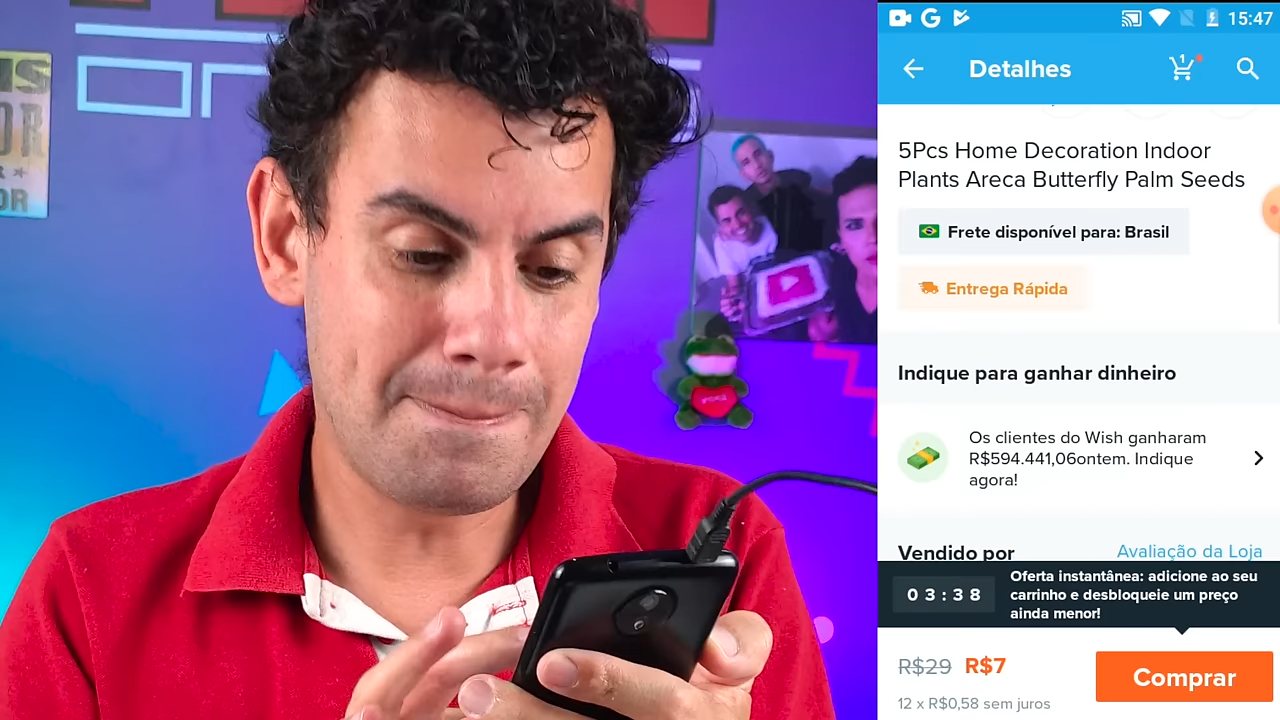 15:47
Detalhes
1
5Pcs Home Decoration Indoor
Plants Areca Butterfly Palm Seeds
Frete disponível para: Brasil
Entrega Rápida
Indique para ganhar dinheiro
Os clientes do Wish ganharam
R$594.441,06ontem. Indique
agora!
Vendido por
Avaliação da Loja
03:38
Oferta instantânea: adicione ao seu
carrinho e desbloqueie um preço
ainda menor!
R$29 R$7
12 x R$0,58 sem juros
Comprar